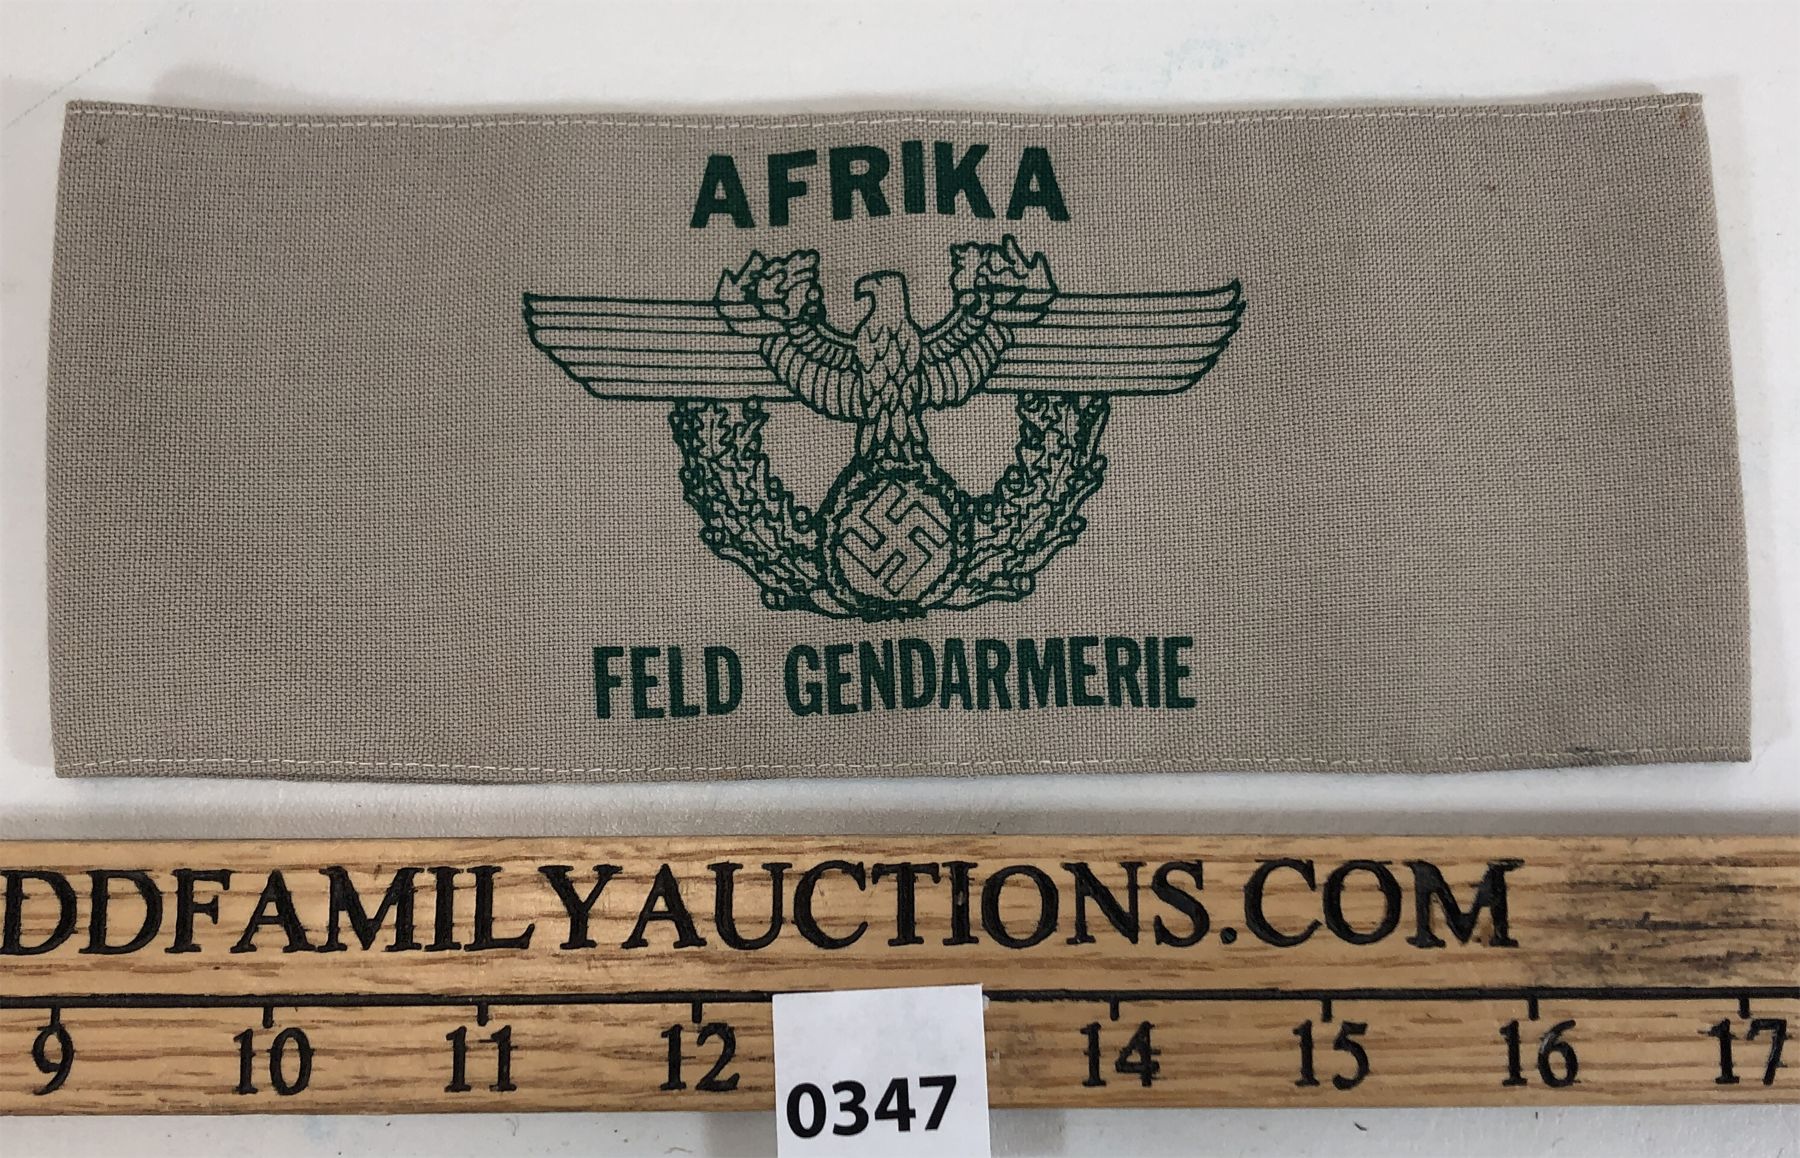 AFRIKA
FELD GENDARMERIE
DDFAMILYAUCTIONS.COM
9 10 11 12 14 15 16 17
0347